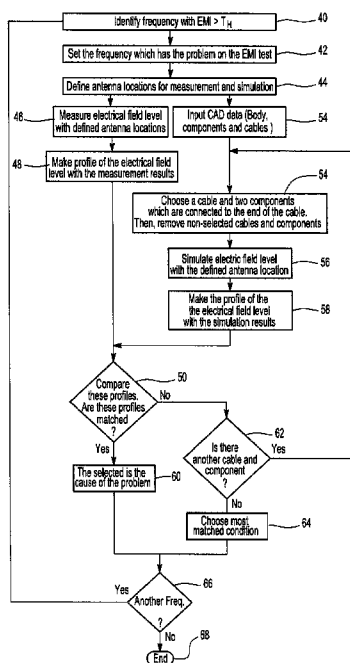 Identify frequency with EMI > TH
40
Set the frequency which has the problem on the EMI test
42
Define antenna locations for measurement and simulation
44
46
Measure electrical field level
with defined antenna locations
Input CAD data (Body,
components and cables )
54
48
Make profile of the electrical field
level with the measurement results
54
Choose a cable and two components
which are connected to the end of the cable.
Then, remove non-selected cables and components
Simulate electric field level
with the defined antenna location
56
Make the profile of the
the electrical field level
with the simulation results
58
50
Compare
these profiles.
Are these profiles
matched
?
No
Yes
62
Is there
another cable and
component
?
Yes
No
The selected is the
cause of the problem
60
Choose most
matched condition
64
66
Yes
Another Freq.
?
No
End
68